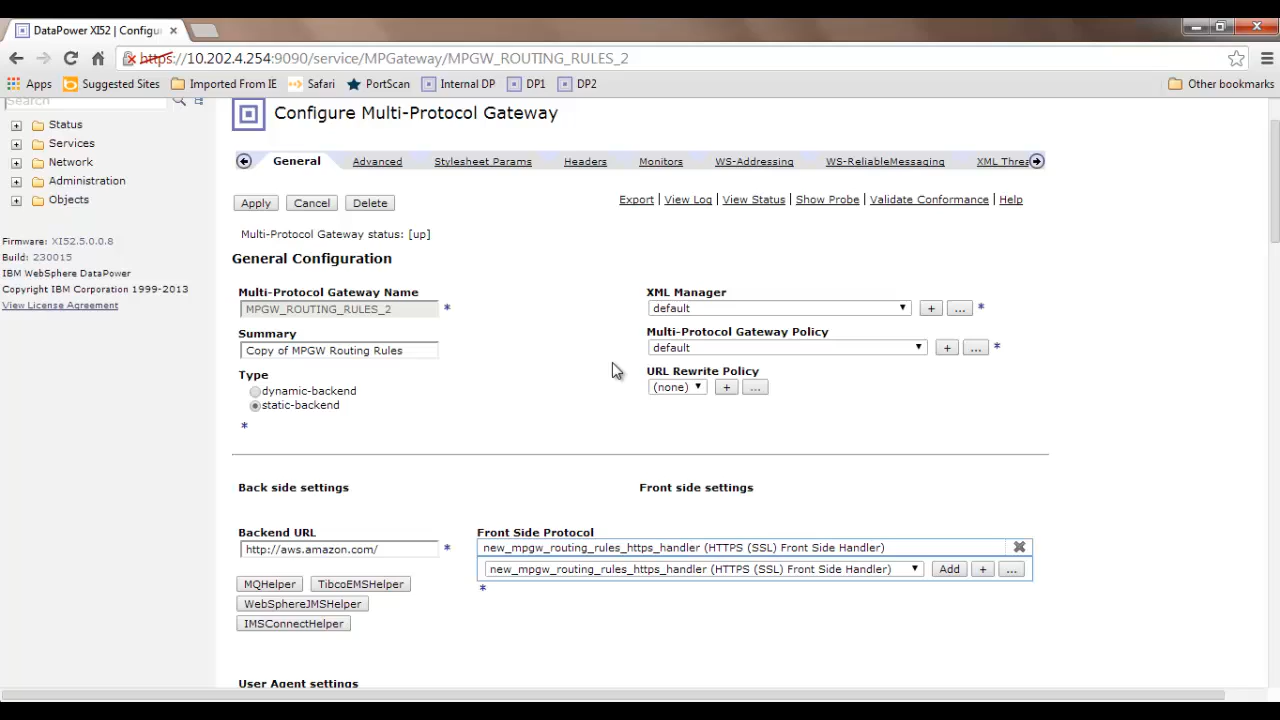 DataPower XI52 | Configu
https://10.202.4.254:9090/service/MPGateway/MPGW_ROUTING_RULES_2
Apps Suggested Sites Imported From IE Safari PortScan Internal DP DP1 DP2 Other bookmarks
Search
Status
Services
Network
Administration
Objects
Firmware: XI52.5.0.0.8
Build: 230015
IBM WebSphere DataPower
Copyright IBM Corporation 1999-2013
View License Agreement
Configure Multi-Protocol Gateway
General Advanced Stylesheet Params Headers Monitors WS-Addressing WS-ReliableMessaging XML Threa
Apply Cancel Delete
Export | View Log | View Status | Show Probe | Validate Conformance | Help
Multi-Protocol Gateway status: [up]
General Configuration
Multi-Protocol Gateway Name
MPGW_ROUTING_RULES_2 *
Summary
Copy of MPGW Routing Rules
Type
dynamic-backend
static-backend
*
XML Manager
default + ... *
Multi-Protocol Gateway Policy
default + ... *
URL Rewrite Policy
(none) + ...
Back side settings
Front side settings
Backend URL
http://aws.amazon.com/ *
MQHelper TibcoEMSHelper
WebSphereJMSHelper
IMSConnectHelper
Front Side Protocol
new_mpgw_routing_rules_https_handler (HTTPS (SSL) Front Side Handler)
new_mpgw_routing_rules_https_handler (HTTPS (SSL) Front Side Handler) Add + ...
*
User Agent settings